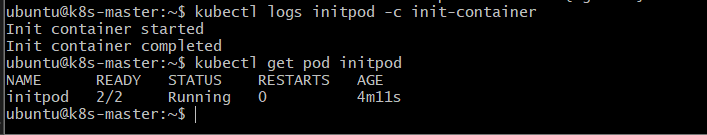 ubuntu@k8s-master:~$ kubectl logs initpod -c init-container
Init container started
Init container completed
ubuntu@k8s-master:~$ kubectl get pod initpod
NAME      READY   STATUS    RESTARTS   AGE
initpod   2/2     Running   0          4m11s
ubuntu@k8s-master:~$